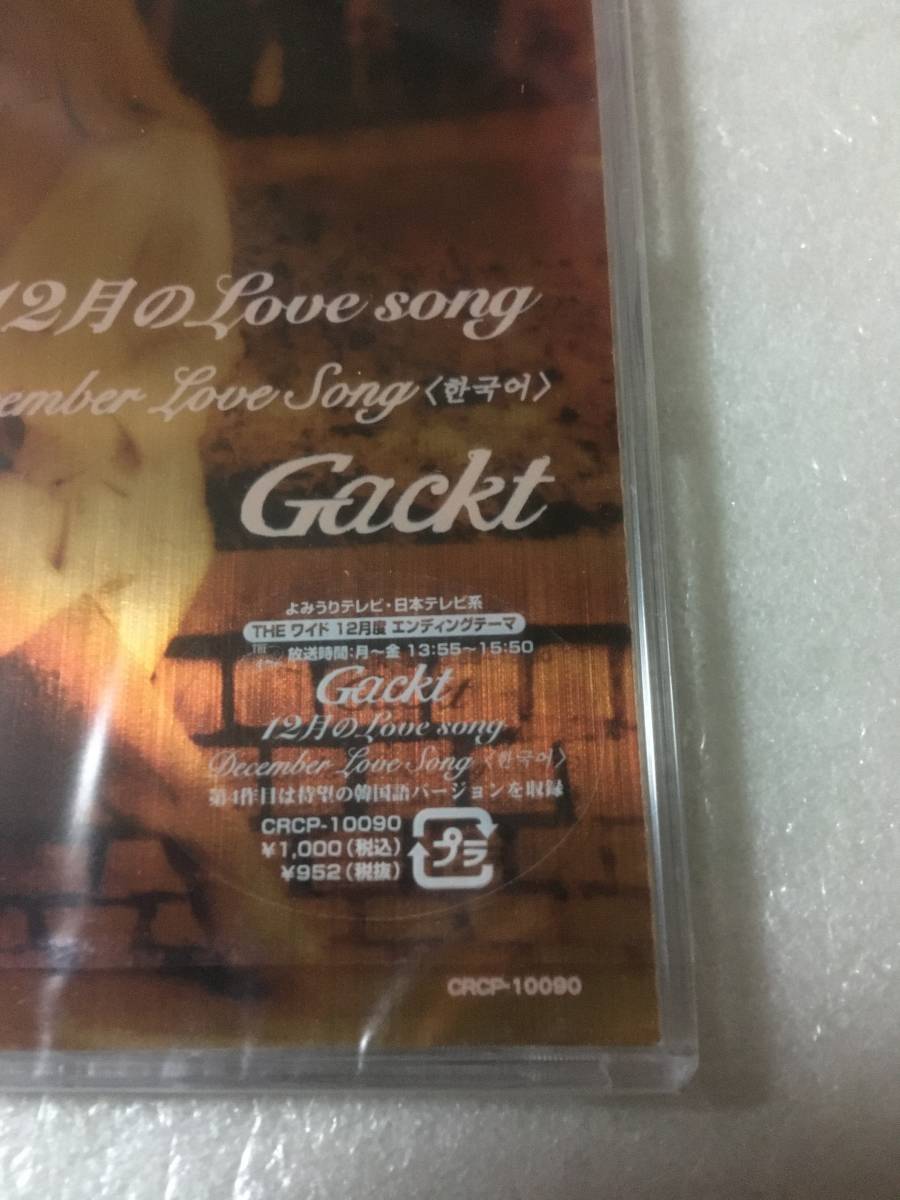 12月のLove song
ember Love Song〈한국어〉
Gackt
よみうりテレビ・日本テレビ系
THE ワイド 12月度 エンディングテーマ
放送時間:月〜金 13:55〜15:50
Gackt
12月のLove song
December Love Song〈한국어〉
第4作目は待望の韓国語バージョンを収録
CRCP-10090
¥1,000(税込)
¥952(税抜)
プラ
CRCP-10090